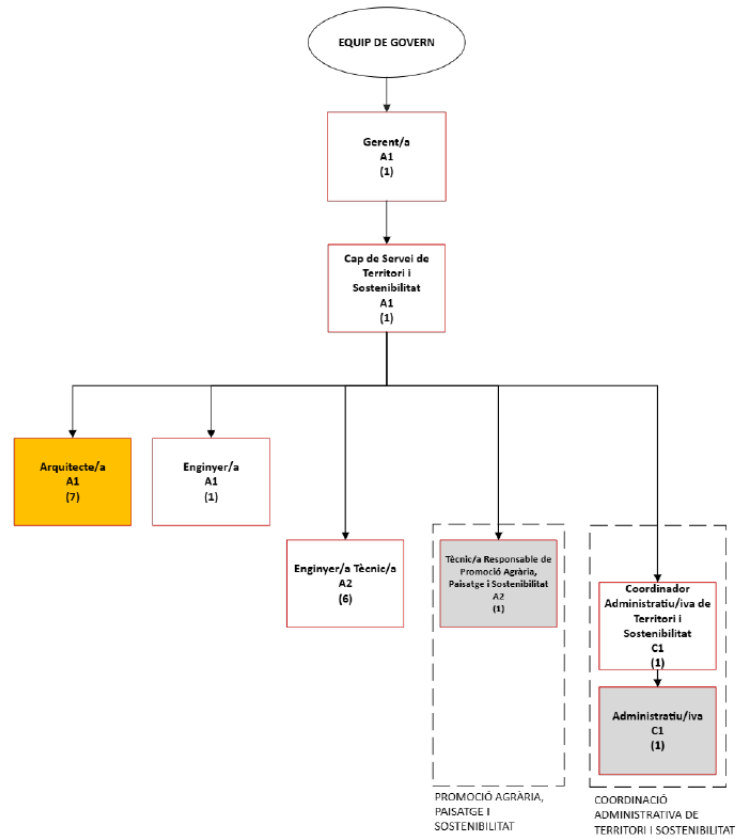 EQUIP DE GOVERN
Gerent/a
A1
(1)
Cap de Servei de
Territori i
Sostenibilitat
A1
(1)
Arquitecte/a
A1
(7)
Enginyer/a
A1
(1)
Enginyer/a Tècnic/a
A2
(6)
Tècnic/a Responsable de
Promoció Agrària,
Paisatge i Sostenibilitat
A2
(1)
Coordinador
Administratiu/iva de
Territori i
Sostenibilitat
C1
(1)
Administratiu/iva
C1
(1)
PROMOCIÓ AGRÀRIA,
PAISATGE I
SOSTENIBILITAT
COORDINACIÓ
ADMINISTRATIVA DE
TERRITORI I SOSTENIBILITAT